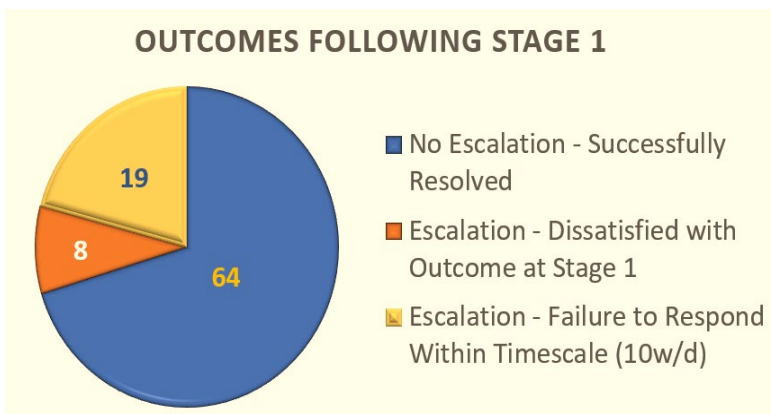 OUTCOMES FOLLOWING STAGE 1
19
8
64
No Escalation - Successfully
Resolved
Escalation - Dissatisfied with
Outcome at Stage 1
Escalation - Failure to Respond
Within Timescale (10w/d)